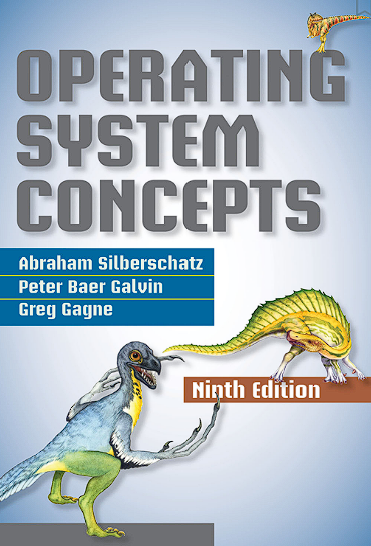 OPERATING
SYSTEM
CONCEPTS
Abraham Silberschatz
Peter Baer Galvin
Greg Gagne
Ninth Edition